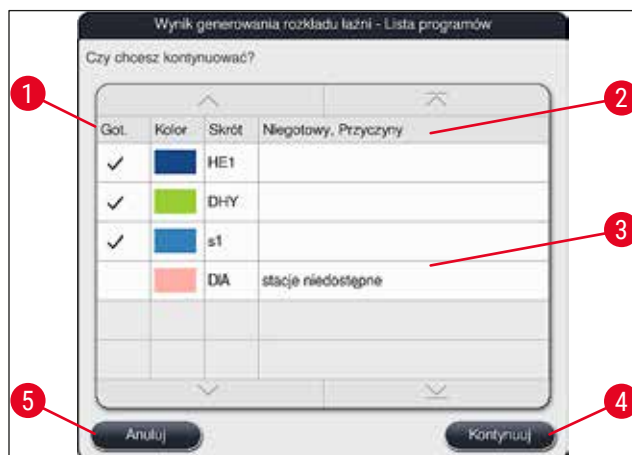 Wynik generowania rozkładu łaźni - Lista programów
Czy chcesz kontynuować?
1
2
Got. Kolor Skrót Niegotowy, Przyczyny
HE1
DHY
s1
3
DIA stacje niedostępne
5
4
Anuluj Kontynuuj